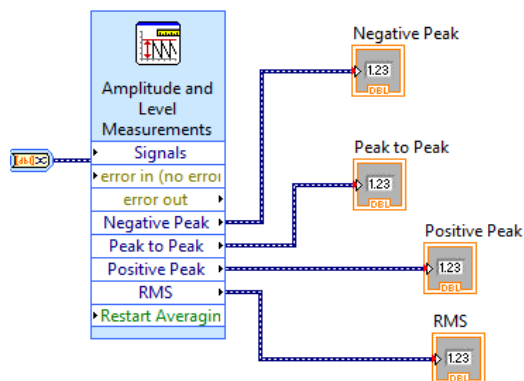 Negative Peak
1.23
DBL
Amplitude and
Level
Measurements
Peak to Peak
1.23
DBL
[dbl]
Signals
error in (no erroi
error out
Negative Peak
Peak to Peak
Positive Peak
RMS
Restart Averagin
Positive Peak
1.23
DBL
RMS
1.23
DBL